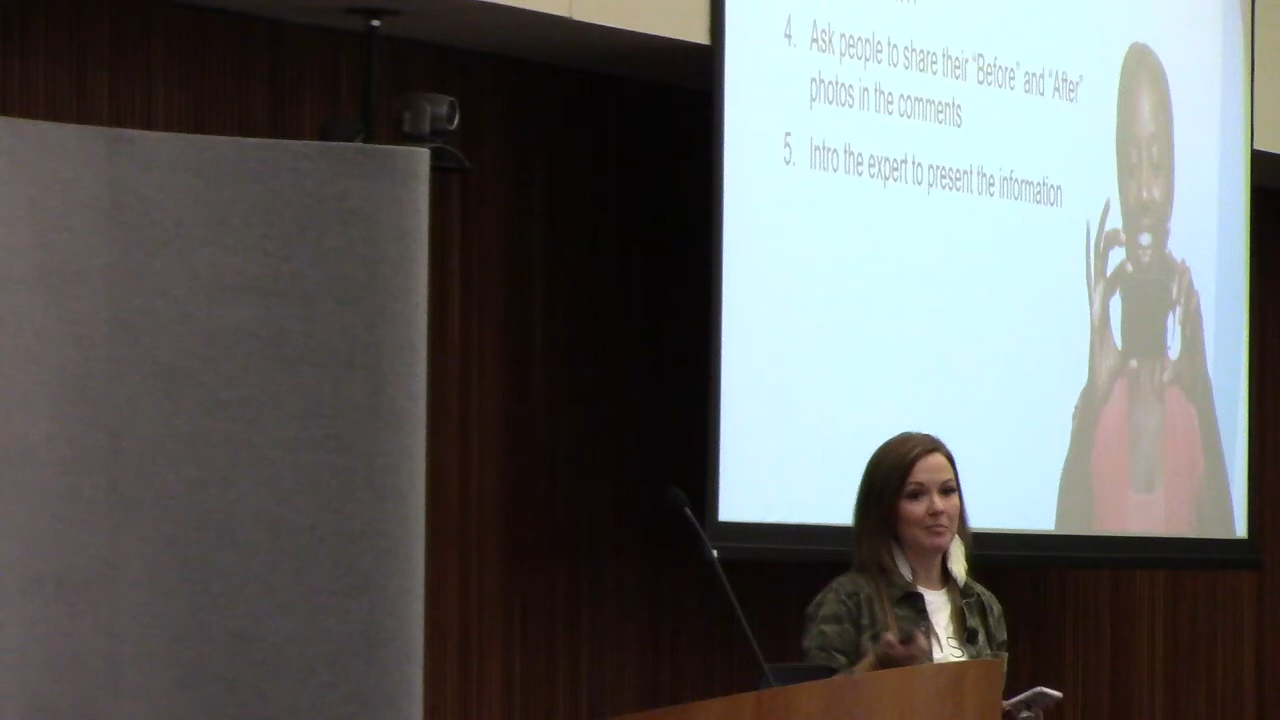 4. Ask people to share their “Before” and “After”
photos in the comments
5. Intro the expert to present the information